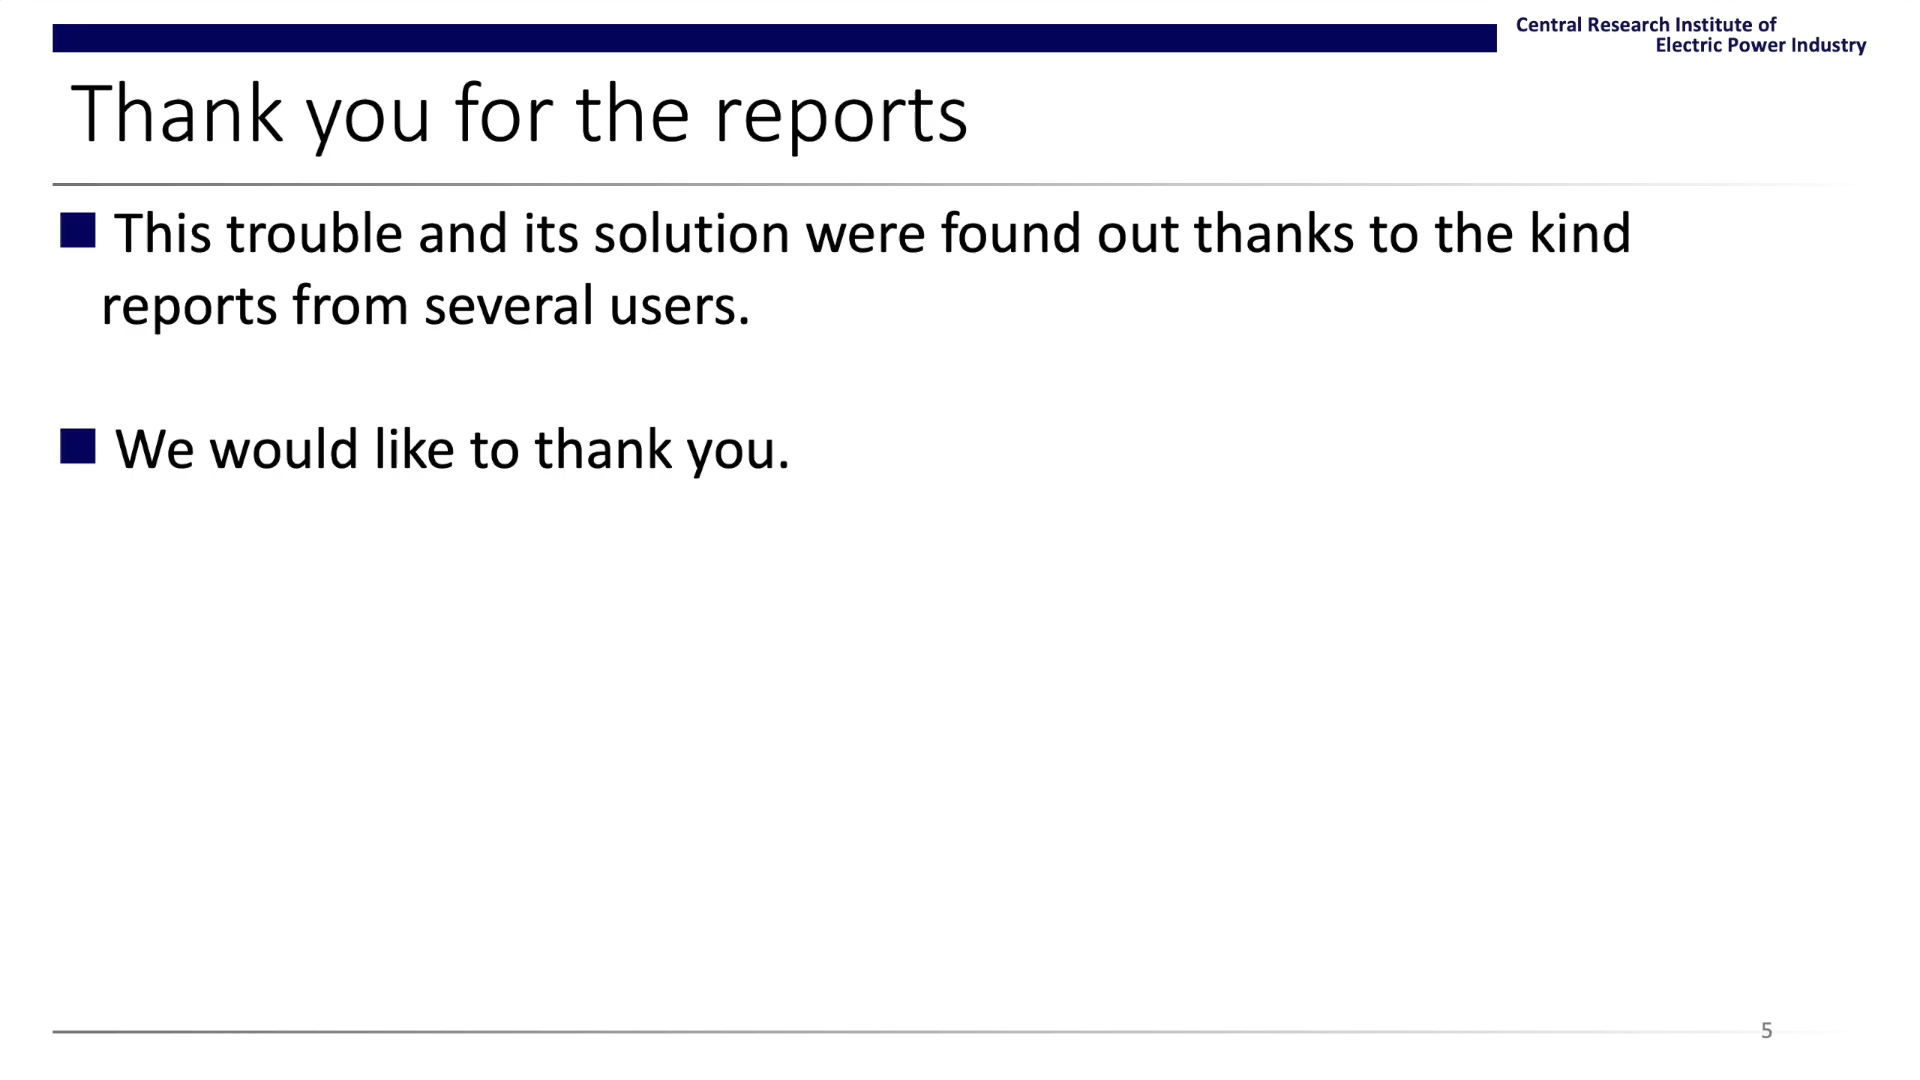 Central Research Institute of
Electric Power Industry
Thank you for the reports
This trouble and its solution were found out thanks to the kind
reports from several users.
We would like to thank you.
5